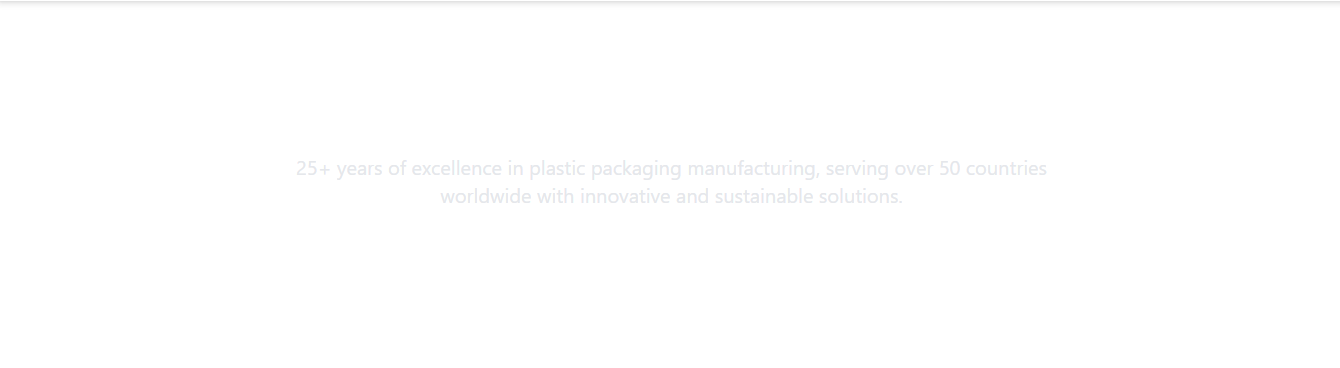 25+ years of excellence in plastic packaging manufacturing, serving over 50 countries
worldwide with innovative and sustainable solutions.